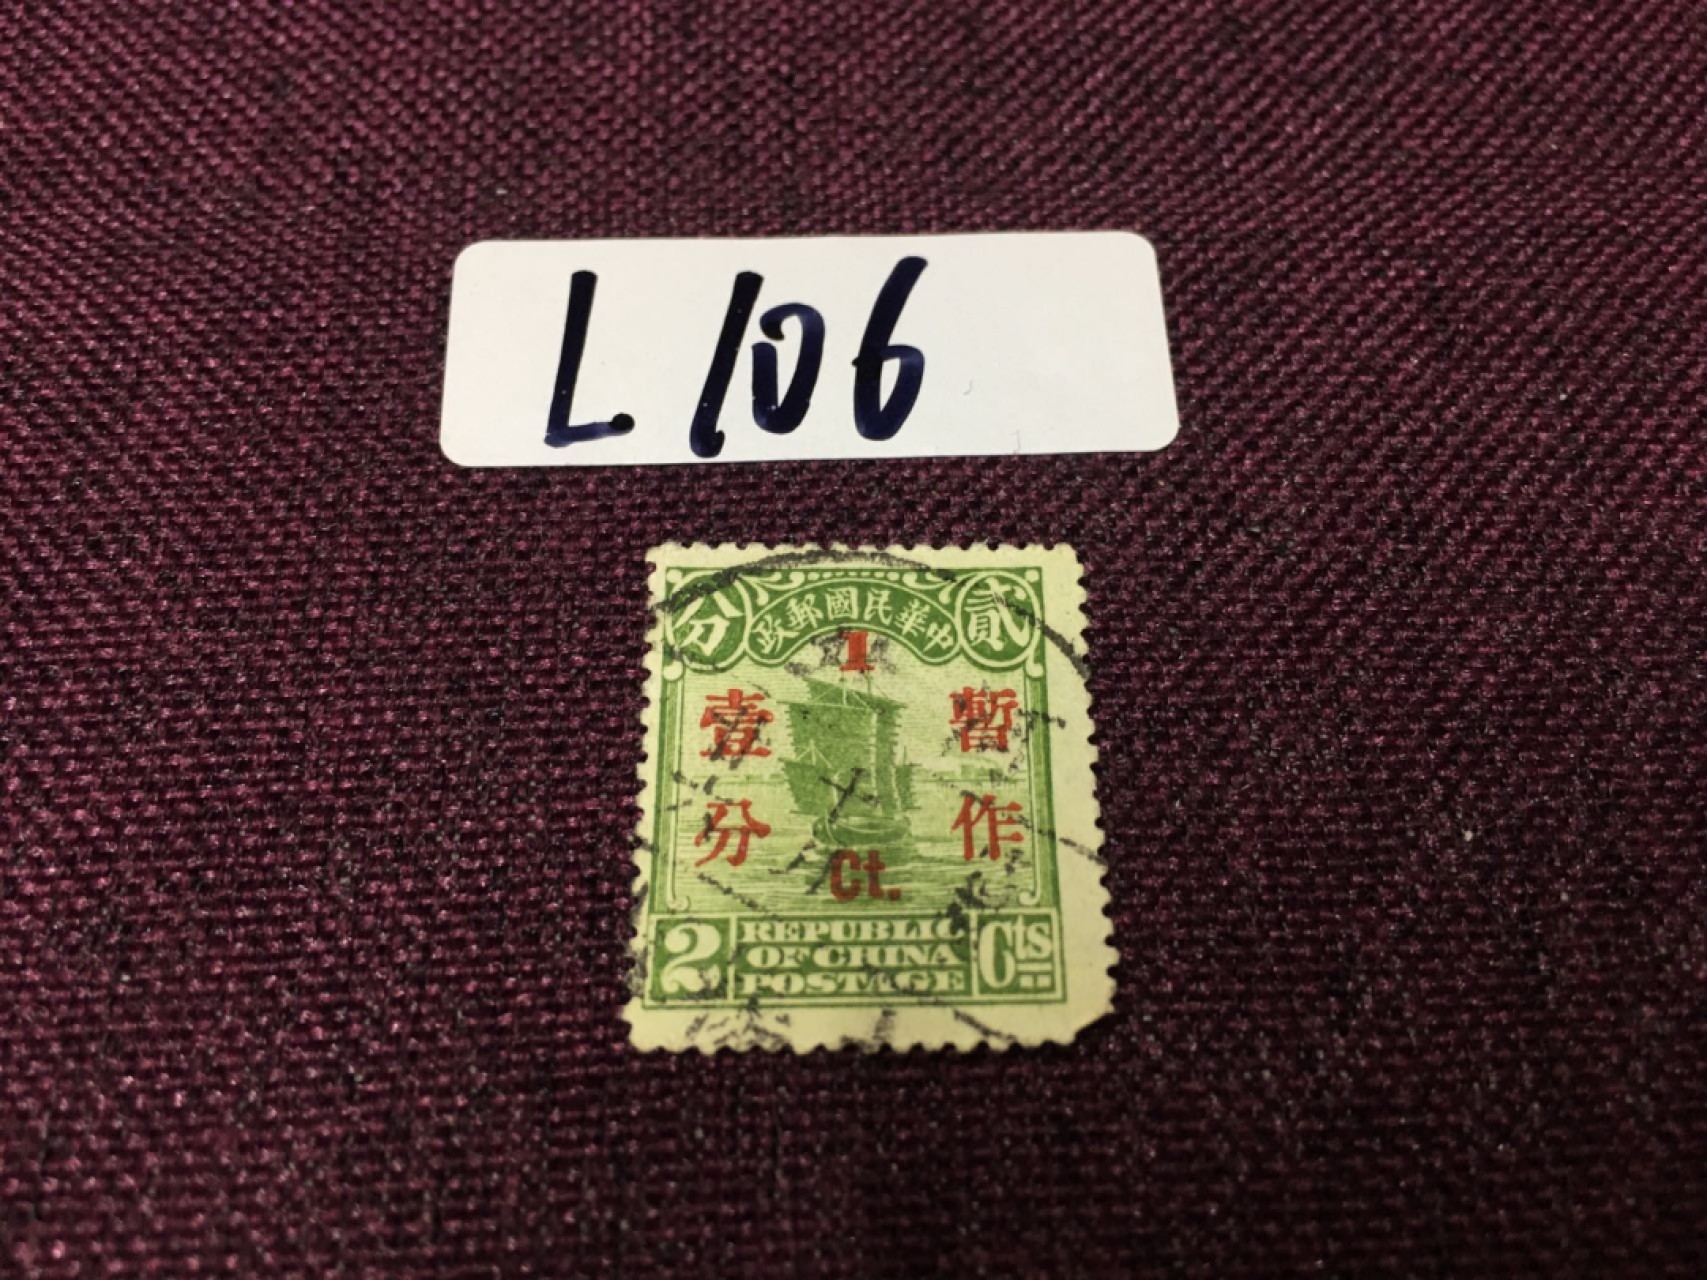 L.106
中華民國郵政
貳
分
1
暫作
壹分
Ct.
2
REPUBLIC
OF CHINA
POSTAGE
Cts